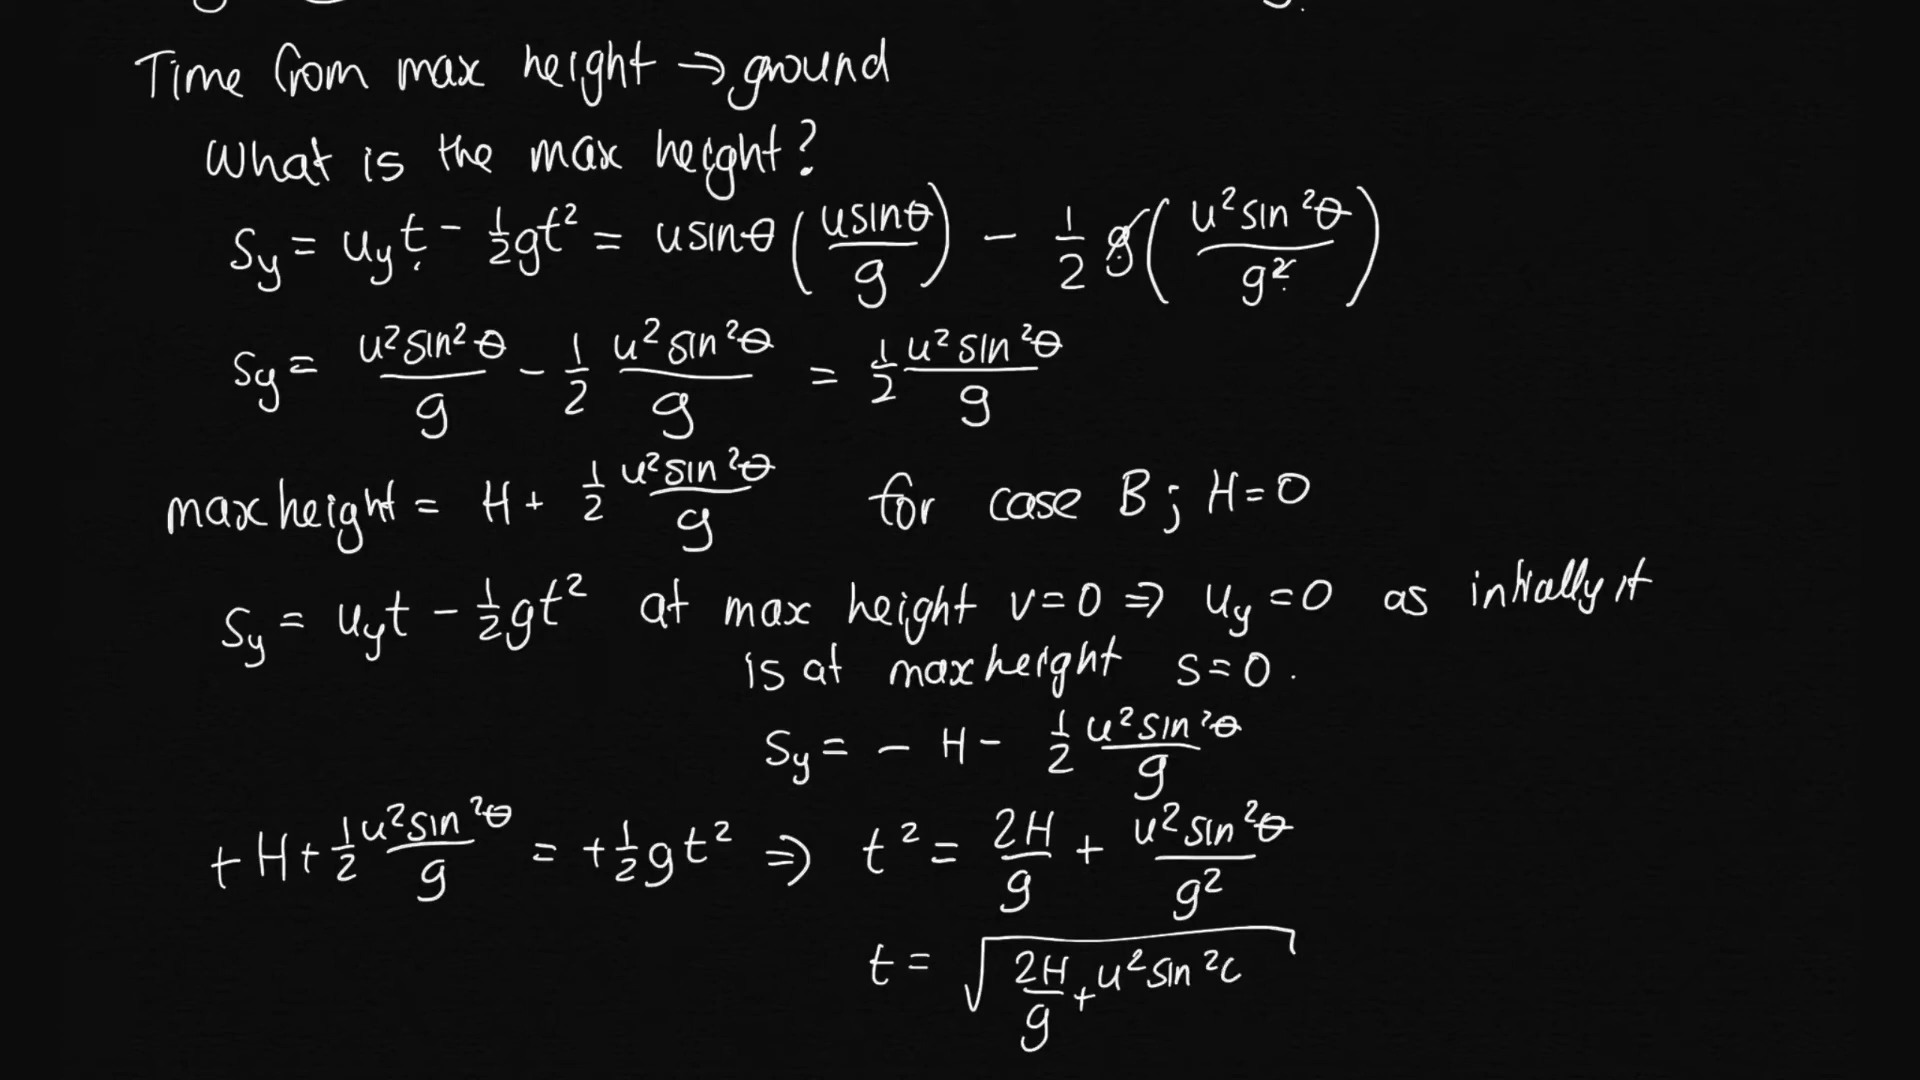 Time from max height → ground
What is the max height?
Sy = uyt - ½gt² = usinθ (usinθ/g) - 1/2 g(u²sin²θ/g²)
Sy = u²sin²θ/g - 1/2 u²sin²θ/g = 1/2 u²sin²θ/g
max height = H + 1/2 u²sin²θ/g for case B; H=0
Sy = uyt - ½gt² at max height v=0 ⇒ uy=0 as initially it
is at max height s=0.
Sy = - H - 1/2 u²sin²θ/g
+H + 1/2 u²sin²θ/g = +½gt² ⇒ t² = 2H/g + u²sin²θ/g²
t = √(2H/g + u²sin²